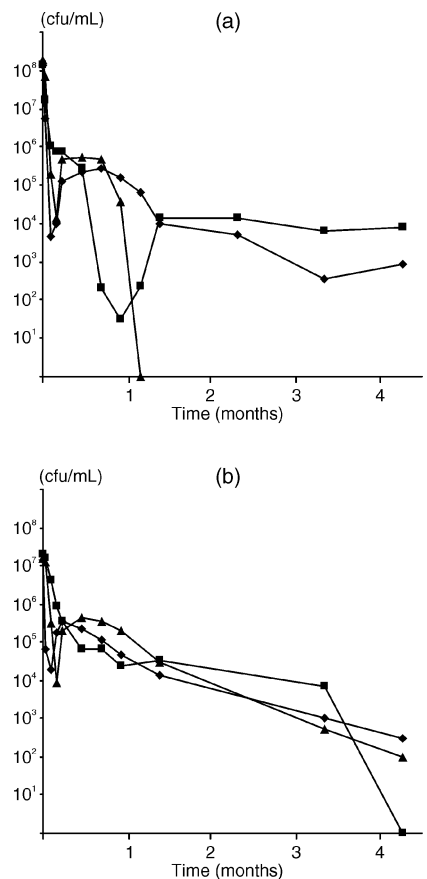 (cfu/mL)
(a)
10⁸
10⁷
10⁶
10⁵
10⁴
10³
10²
10¹
1 2 3 4
Time (months)
(cfu/mL)
(b)
10⁸
10⁷
10⁶
10⁵
10⁴
10³
10²
10¹
1 2 3 4
Time (months)